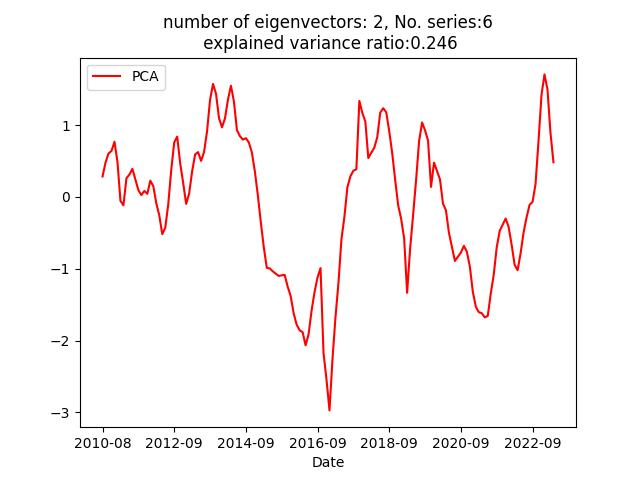 number of eigenvectors: 2, No. series:6
explained variance ratio:0.246
PCA
1
0
−1
−2
−3
2010-08 2012-09 2014-09 2016-09 2018-09 2020-09 2022-09
Date